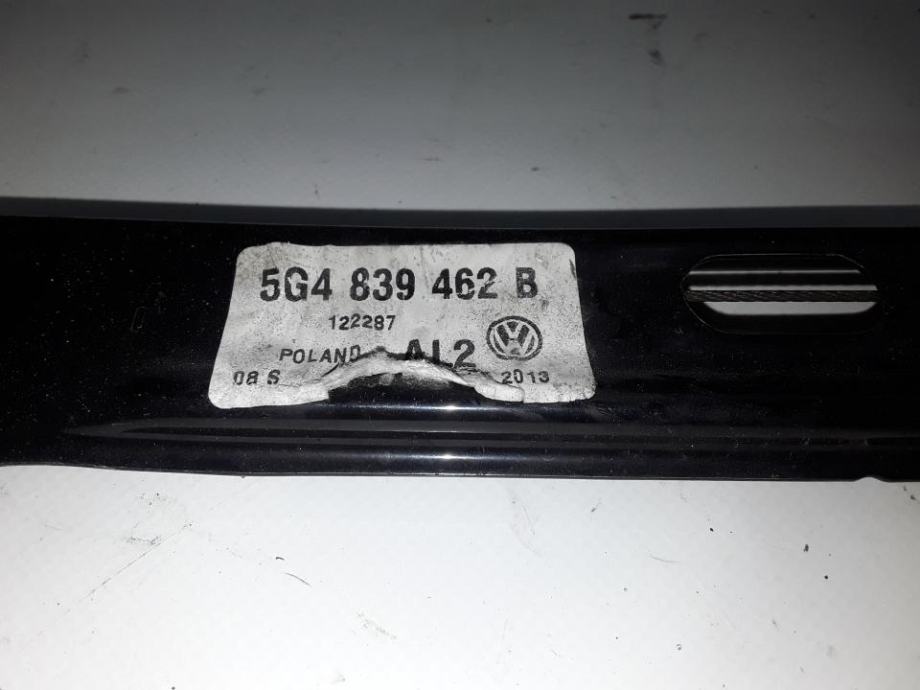 5G4 839 462 B
122287
POLAND AL2
08 S 2013